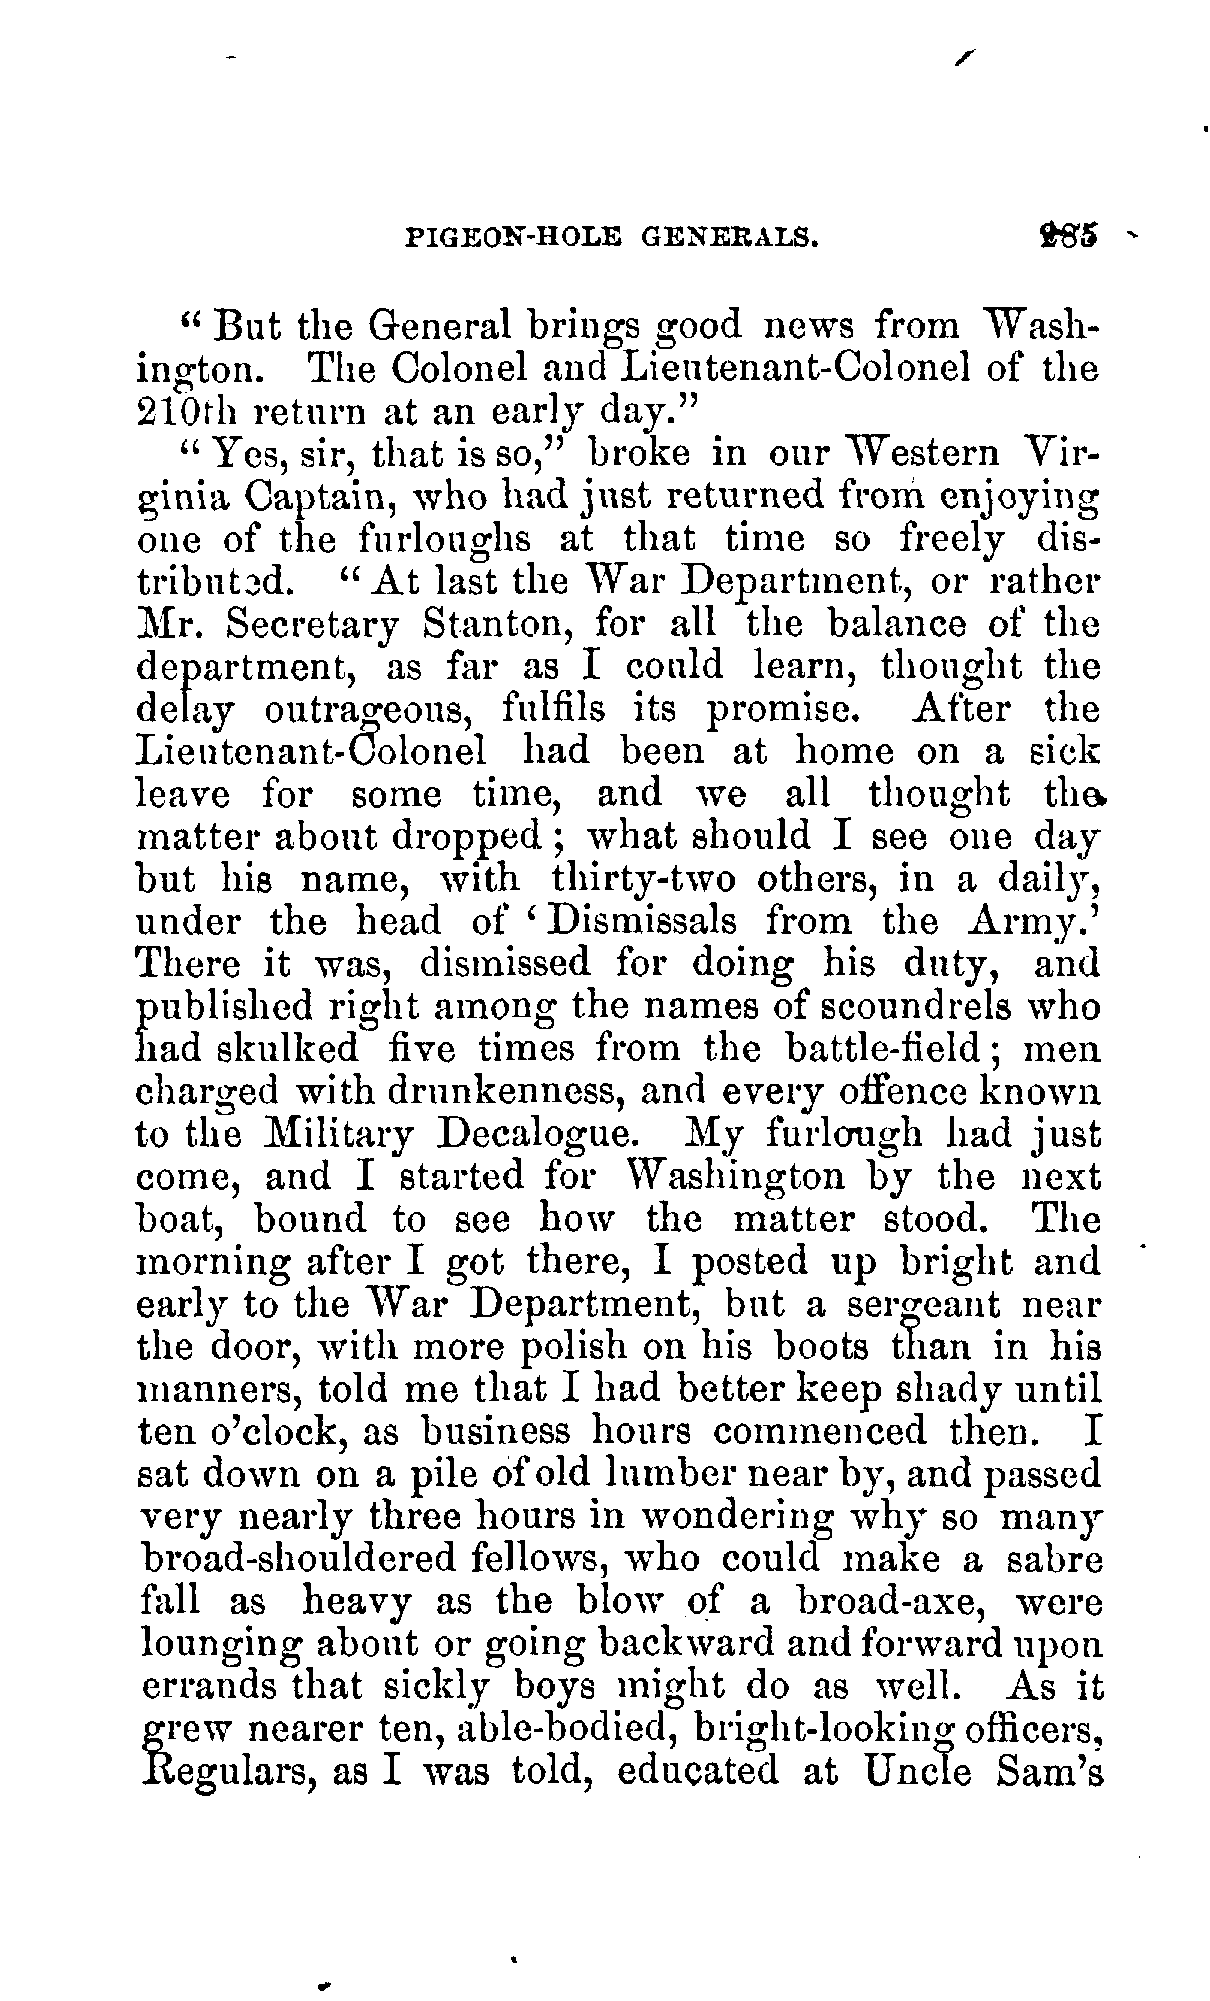 PIGEON-HOLE GENERALS. 285
“ But the General brings good news from Wash-
ington. The Colonel and Lieutenant-Colonel of the
210th return at an early day.”
“ Yes, sir, that is so,” broke in our Western Vir-
ginia Captain, who had just returned from enjoying
one of the furloughs at that time so freely dis-
tributed. “ At last the War Department, or rather
Mr. Secretary Stanton, for all the balance of the
department, as far as I could learn, thought the
delay outrageous, fulfils its promise. After the
Lieutenant-Colonel had been at home on a sick
leave for some time, and we all thought the
matter about dropped ; what should I see one day
but his name, with thirty-two others, in a daily,
under the head of ‘ Dismissals from the Army.’
There it was, dismissed for doing his duty, and
published right among the names of scoundrels who
had skulked five times from the battle-field ; men
charged with drunkenness, and every offence known
to the Military Decalogue. My furlough had just
come, and I started for Washington by the next
boat, bound to see how the matter stood. The
morning after I got there, I posted up bright and
early to the War Department, but a sergeant near
the door, with more polish on his boots than in his
manners, told me that I had better keep shady until
ten o’clock, as business hours commenced then. I
sat down on a pile of old lumber near by, and passed
very nearly three hours in wondering why so many
broad-shouldered fellows, who could make a sabre
fall as heavy as the blow of a broad-axe, were
lounging about or going backward and forward upon
errands that sickly boys might do as well. As it
grew nearer ten, able-bodied, bright-looking officers,
Regulars, as I was told, educated at Uncle Sam’s